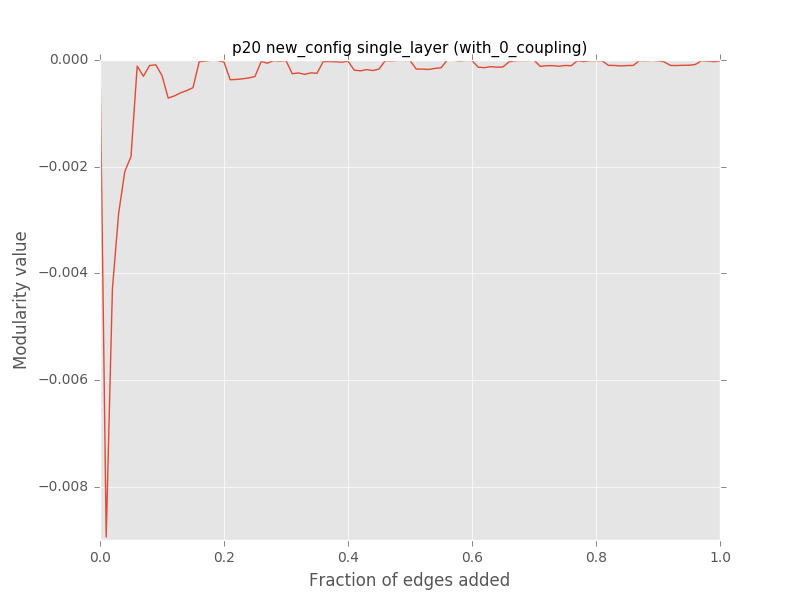 p20 new_config single_layer (with_0_coupling)
0.000
−0.002
−0.004
−0.006
−0.008
Modularity value
0.0 0.2 0.4 0.6 0.8 1.0
Fraction of edges added